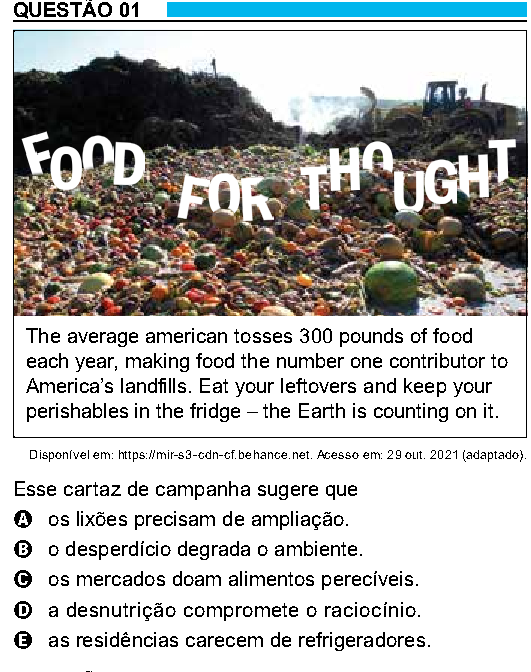 QUESTÃO 01
FOOD FOR THOUGHT
The average american tosses 300 pounds of food
each year, making food the number one contributor to
America's landfills. Eat your leftovers and keep your
perishables in the fridge – the Earth is counting on it.
Disponível em: https://mir-s3-cdn-cf.behance.net. Acesso em: 29 out. 2021 (adaptado).
Esse cartaz de campanha sugere que
A os lixões precisam de ampliação.
B o desperdício degrada o ambiente.
C os mercados doam alimentos perecíveis.
D a desnutrição compromete o raciocínio.
E as residências carecem de refrigeradores.